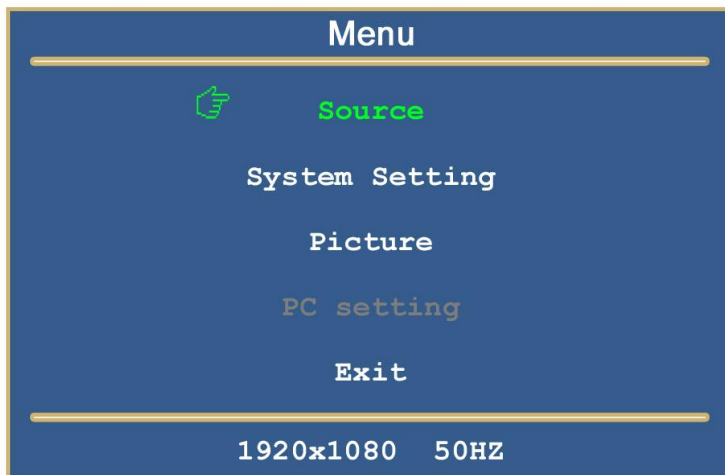 Menu
Source
System Setting
Picture
PC setting
Exit
1920x1080 50HZ